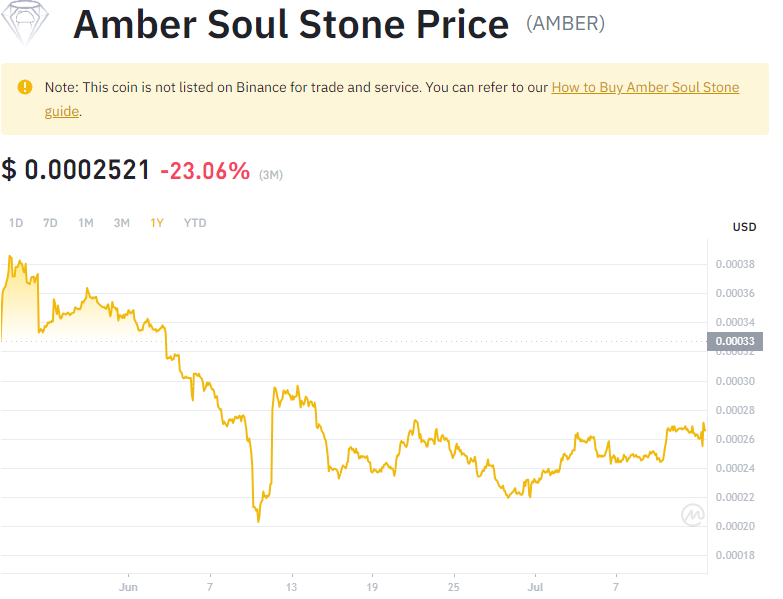 Amber Soul Stone Price (AMBER)
Note: This coin is not listed on Binance for trade and service. You can refer to our How to Buy Amber Soul Stone
guide.
$ 0.0002521 -23.06% (3M)
1D 7D 1M 3M 1Y YTD
USD
0.00038
0.00036
0.00034
0.00033
0.00032
0.00030
0.00028
0.00026
0.00024
0.00022
0.00020
0.00018
Jun 7 13 19 25 Jul 7